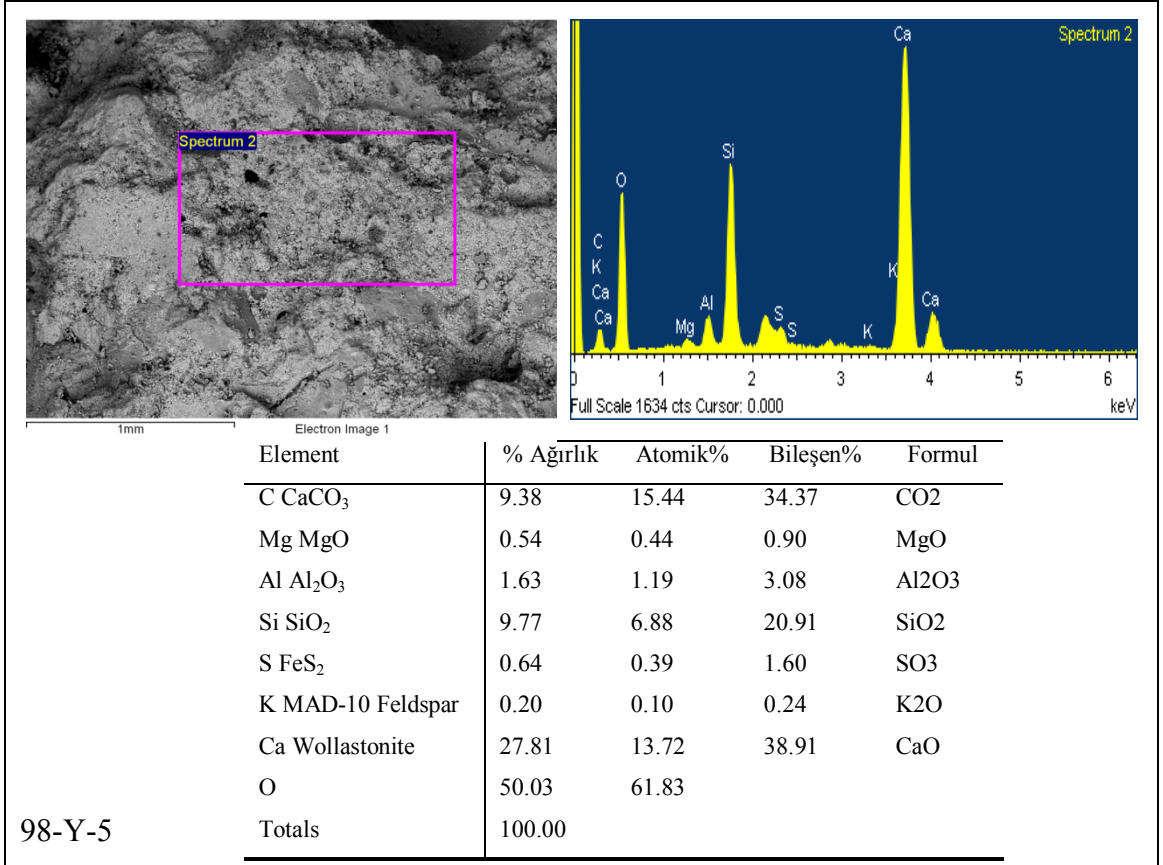 Spectrum 2
1mm
Electron Image 1
Spectrum 2
Ca
Si
O
C
K
Ca
Ca
Mg
Al
S
S
K
K
Ca
0 1 2 3 4 5 6
Full Scale 1634 cts Cursor: 0.000 keV
Element % Ağırlık Atomik% Bileşen% Formul
C CaCO₃ 9.38 15.44 34.37 CO2
Mg MgO 0.54 0.44 0.90 MgO
Al Al₂O₃ 1.63 1.19 3.08 Al2O3
Si SiO₂ 9.77 6.88 20.91 SiO2
S FeS₂ 0.64 0.39 1.60 SO3
K MAD-10 Feldspar 0.20 0.10 0.24 K2O
Ca Wollastonite 27.81 13.72 38.91 CaO
O 50.03 61.83
Totals 100.00
98-Y-5